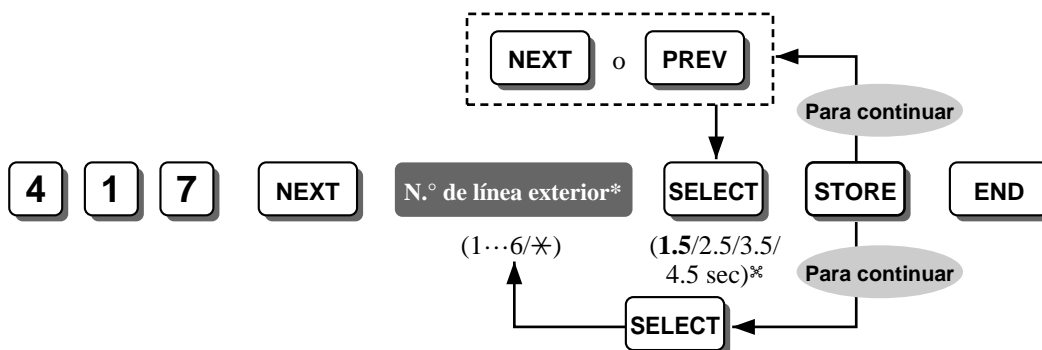 NEXT o PREV
Para continuar
4 1 7 NEXT N.° de línea exterior* SELECT STORE END
(1···6/✳) (1.5/2.5/3.5/
4.5 sec)⌘
Para continuar
SELECT